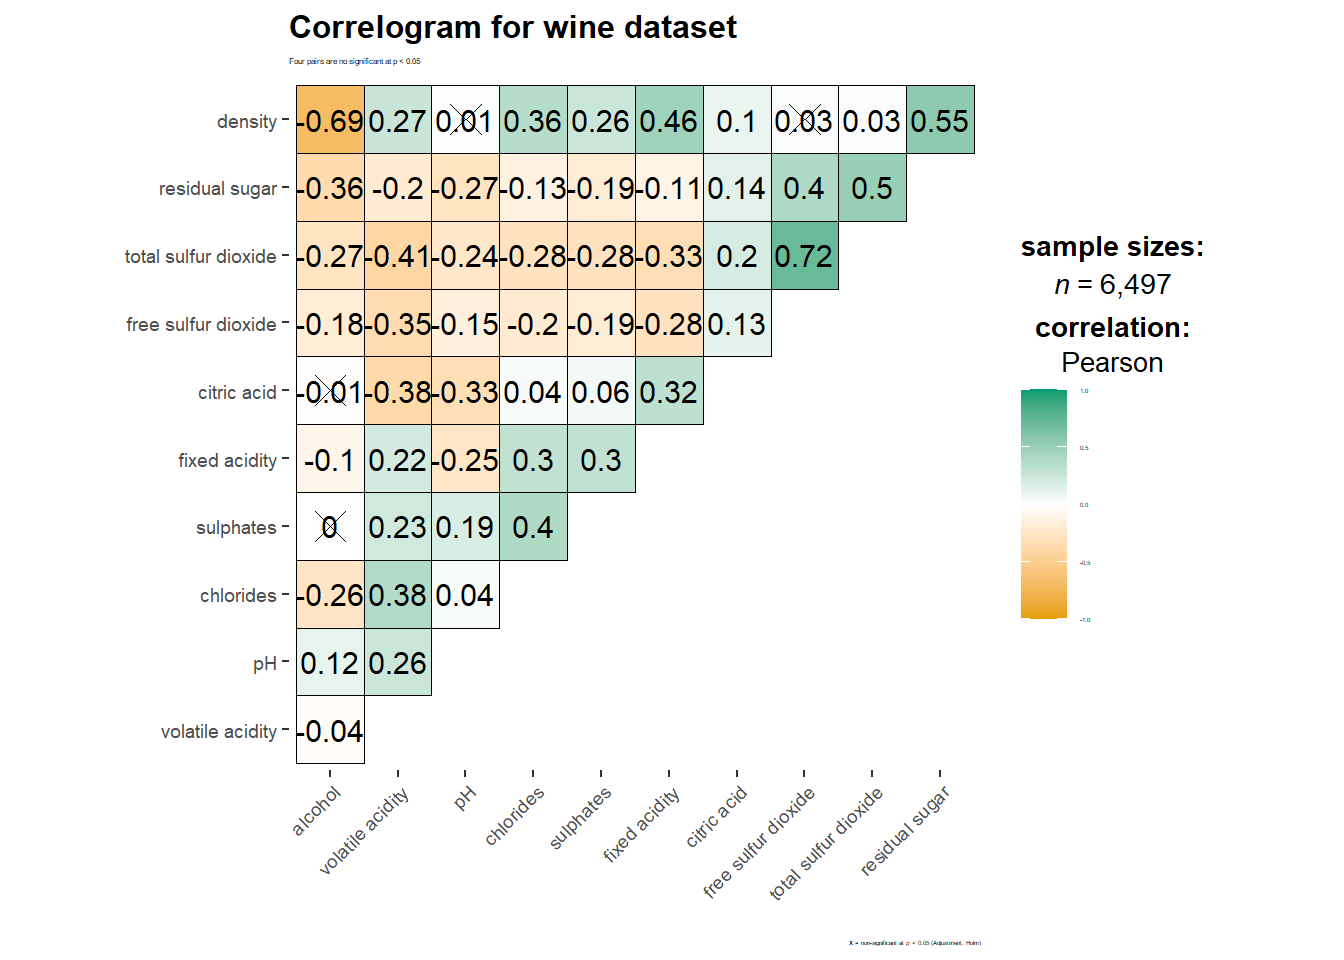 Correlogram for wine dataset
Four pairs are no significant at p < 0.05
density -0.69 0.27 0.01 0.36 0.26 0.46 0.1 0.03 0.03 0.55
residual sugar -0.36 -0.2 -0.27 -0.13 -0.19 -0.11 0.14 0.4 0.5
total sulfur dioxide -0.27 -0.41 -0.24 -0.28 -0.28 -0.33 0.2 0.72
free sulfur dioxide -0.18 -0.35 -0.15 -0.2 -0.19 -0.28 0.13
citric acid -0.01 -0.38 -0.33 0.04 0.06 0.32
fixed acidity -0.1 0.22 -0.25 0.3 0.3
sulphates 0 0.23 0.19 0.4
chlorides -0.26 0.38 0.04
pH 0.12 0.26
volatile acidity -0.04
alcohol volatile acidity pH chlorides sulphates fixed acidity citric acid free sulfur dioxide total sulfur dioxide residual sugar
sample sizes:
n = 6,497
correlation:
Pearson
1.0
0.5
0.0
-0.5
-1.0
X = non-significant at p < 0.05 (Adjustment: Holm)